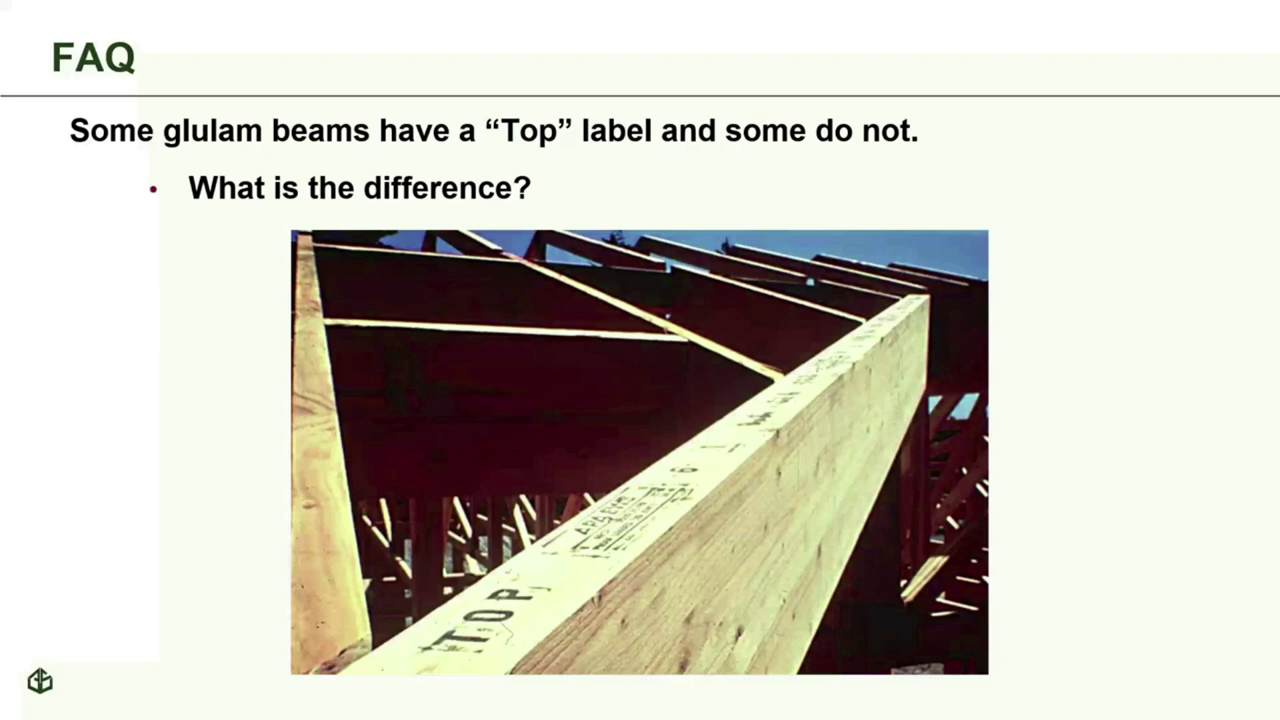 FAQ
Some glulam beams have a “Top” label and some do not.
• What is the difference?
TOP